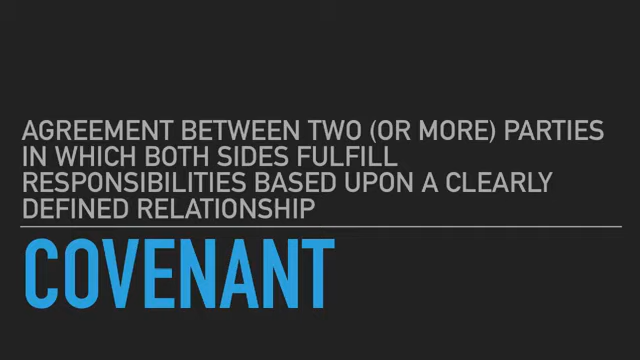 AGREEMENT BETWEEN TWO (OR MORE) PARTIES
IN WHICH BOTH SIDES FULFILL
RESPONSIBILITIES BASED UPON A CLEARLY
DEFINED RELATIONSHIP
COVENANT